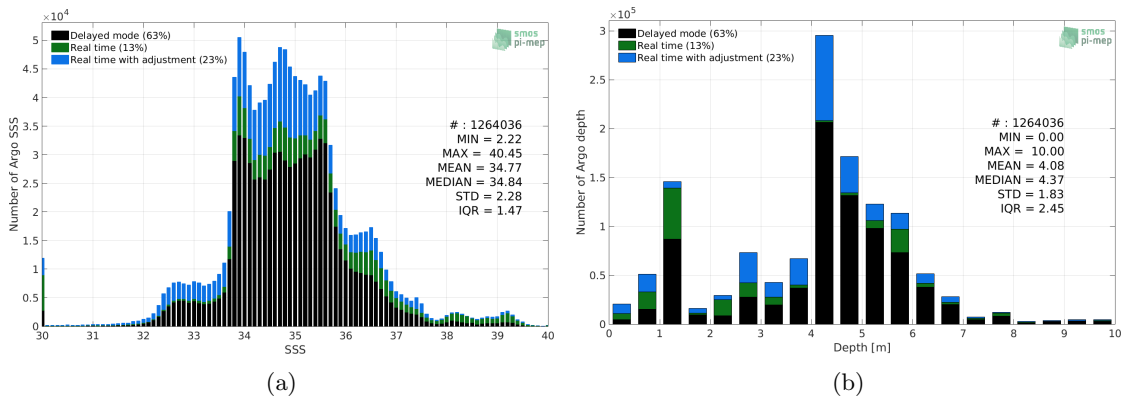 ×10⁴
5
4.5
4
3.5
3
2.5
2
1.5
1
0.5
0
Number of Argo SSS
Delayed mode (63%)
Real time (13%)
Real time with adjustment (23%)
smos
pi-mep
# : 1264036
MIN = 2.22
MAX = 40.45
MEAN = 34.77
MEDIAN = 34.84
STD = 2.28
IQR = 1.47
30 31 32 33 34 35 36 37 38 39 40
SSS
(a)
×10⁵
3
2.5
2
1.5
1
0.5
0
Number of Argo depth
Delayed mode (63%)
Real time (13%)
Real time with adjustment (23%)
smos
pi-mep
# : 1264036
MIN = 0.00
MAX = 10.00
MEAN = 4.08
MEDIAN = 4.37
STD = 1.83
IQR = 2.45
0 1 2 3 4 5 6 7 8 9 10
Depth [m]
(b)